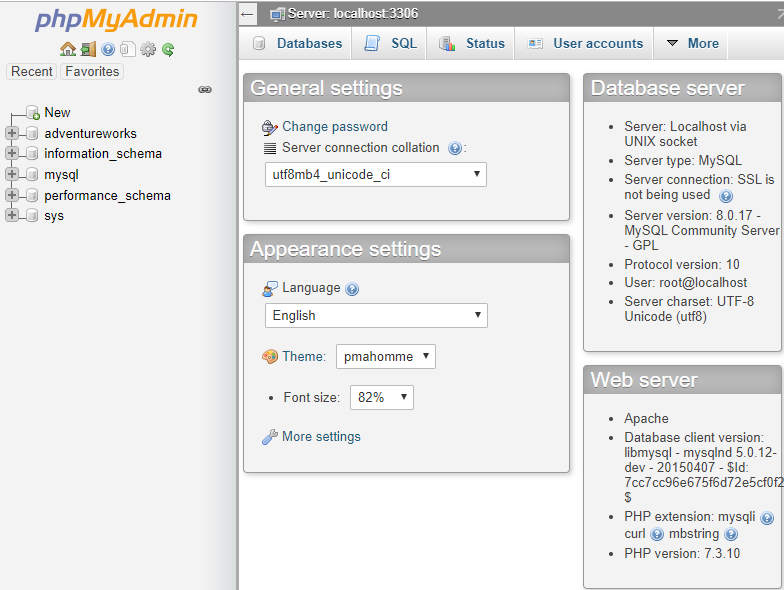 phpMyAdmin
Recent Favorites
New
adventureworks
information_schema
mysql
performance_schema
sys
Server: localhost:3306
Databases SQL Status User accounts More
General settings
Change password
Server connection collation :
utf8mb4_unicode_ci
Appearance settings
Language
English
Theme: pmahomme
Font size: 82%
More settings
Database server
Server: Localhost via
UNIX socket
Server type: MySQL
Server connection: SSL is
not being used
Server version: 8.0.17 -
MySQL Community Server
- GPL
Protocol version: 10
User: root@localhost
Server charset: UTF-8
Unicode (utf8)
Web server
Apache
Database client version:
libmysql - mysqlnd 5.0.12-
dev - 20150407 - $Id:
7cc7cc96e675f6d72e5cf0f2
$
PHP extension: mysqli
curl mbstring
PHP version: 7.3.10